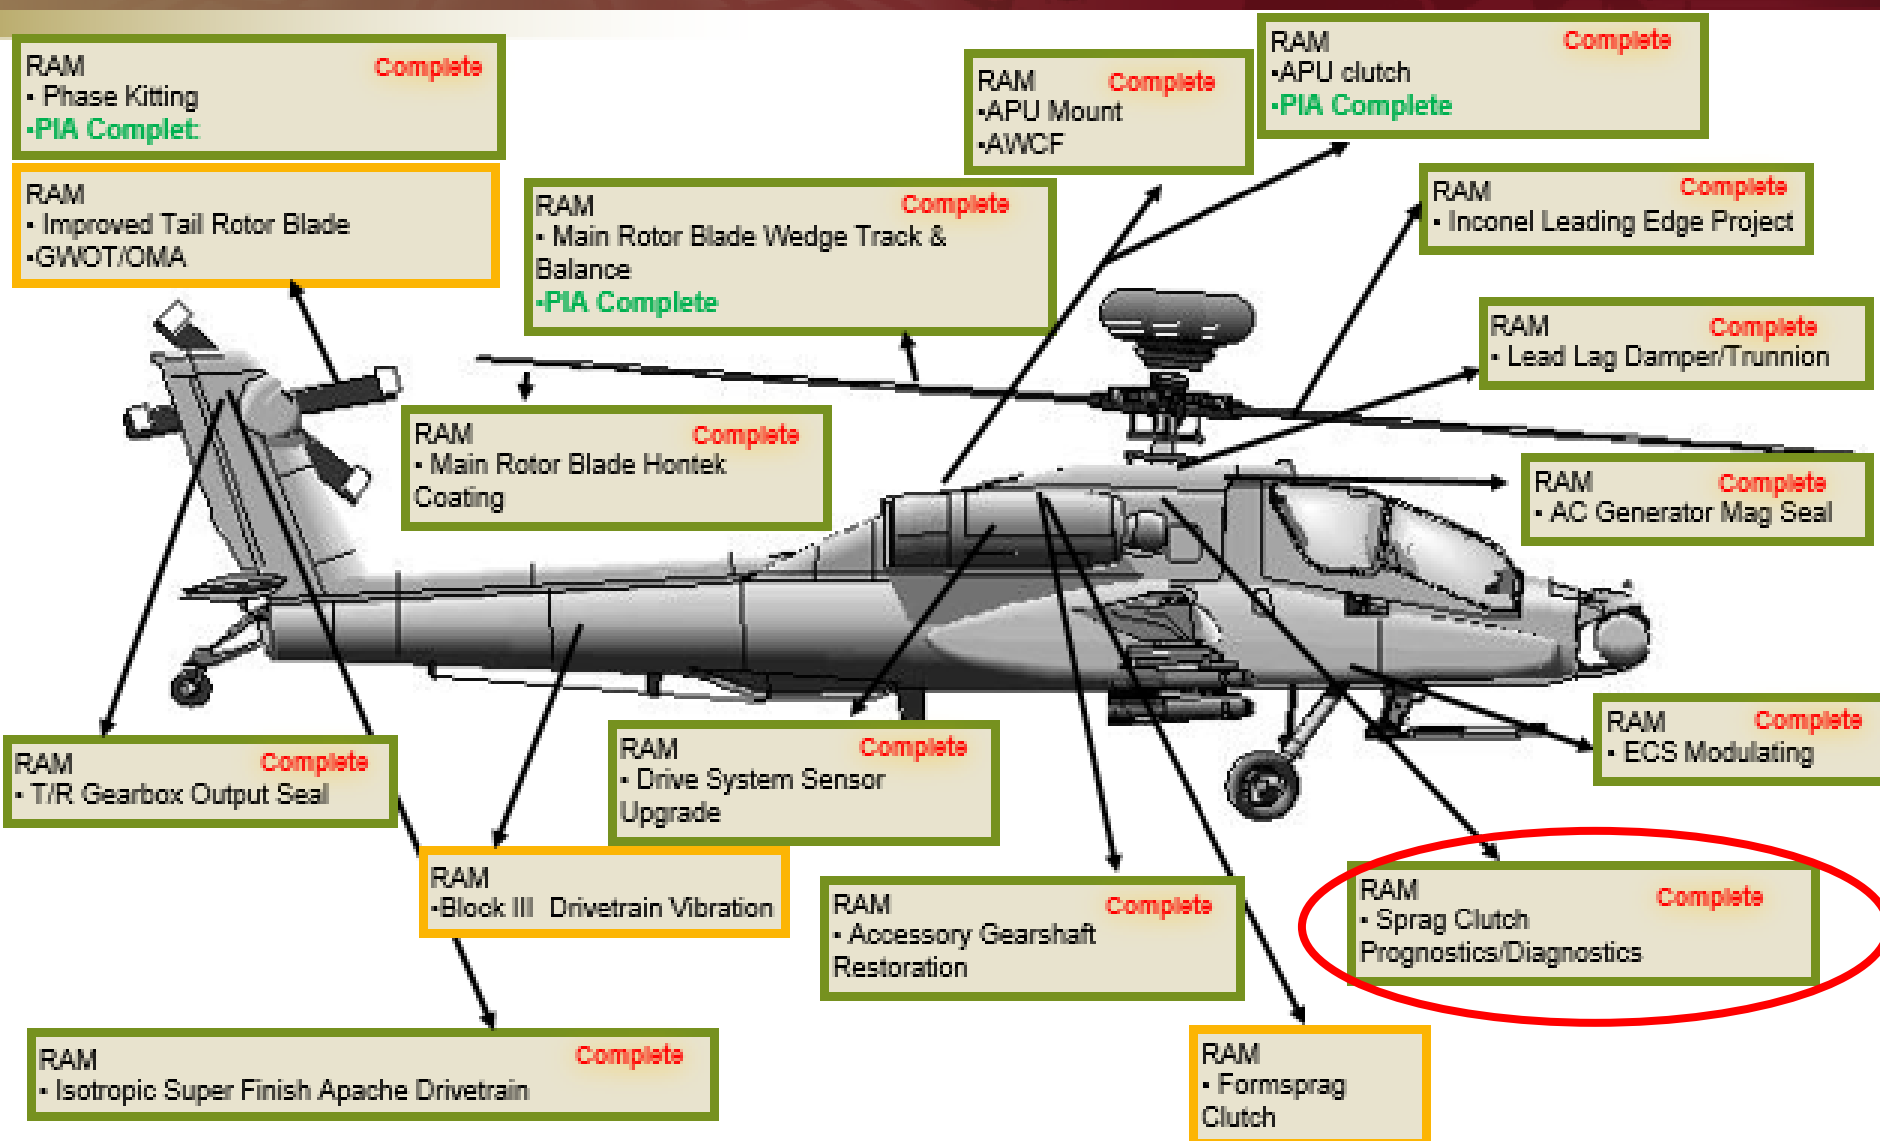 RAM Complete
▪ Phase Kitting
▪PIA Complet:
RAM
▪ Improved Tail Rotor Blade
▪GWOT/OMA
RAM Complete
▪ Main Rotor Blade Wedge Track &
Balance
▪PIA Complete
RAM Complete
▪APU Mount
▪AWCF
RAM Complete
▪APU clutch
▪PIA Complete
RAM Complete
▪ Inconel Leading Edge Project
RAM Complete
▪ Lead Lag Damper/Trunnion
RAM Complete
▪ Main Rotor Blade Hontek
Coating
RAM Complete
▪ AC Generator Mag Seal
RAM Complete
▪ T/R Gearbox Output Seal
RAM Complete
▪ Drive System Sensor
Upgrade
RAM Complete
▪ ECS Modulating
RAM
▪Block III Drivetrain Vibration
RAM Complete
▪ Accessory Gearshaft
Restoration
RAM Complete
▪ Sprag Clutch
Prognostics/Diagnostics
RAM Complete
▪ Isotropic Super Finish Apache Drivetrain
RAM
▪ Formsprag
Clutch